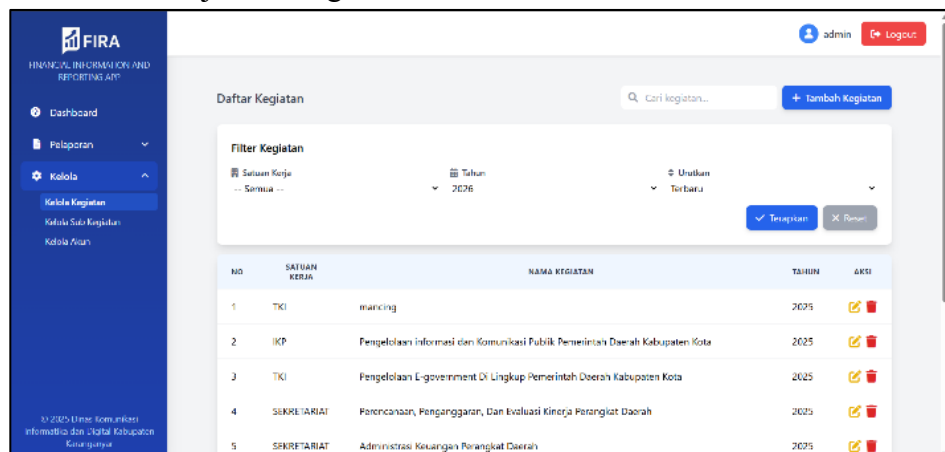 FIRA
FINANCIAL INFORMATION AND
REPORTING APP
Dashboard
Pelaporan
Kelola
Kelola Kegiatan
Kelola Sub Kegiatan
Kelola Akun
© 2025 Dinas Komunikasi
Informatika dan Digital Kabupaten
Karanganyar
admin
Logout
Daftar Kegiatan
Cari kegiatan...
+ Tambah Kegiatan
Filter Kegiatan
Satuan Kerja
Tahun
Urutkan
-- Semua --
2026
Terbaru
Terapkan
Reset
NO SATUAN KERJA NAMA KEGIATAN TAHUN AKSI
1 TKI mancing 2025
2 IKP Pengelolaan informasi dan Komunikasi Publik Pemerintah Daerah Kabupaten Kota 2025
3 TKI Pengelolaan E-government Di Lingkup Pemerintah Daerah Kabupaten Kota 2025
4 SEKRETARIAT Perencanaan, Penganggaran, Dan Evaluasi Kinerja Perangkat Daerah 2025
5 SEKRETARIAT Administrasi Keuangan Perangkat Daerah 2025